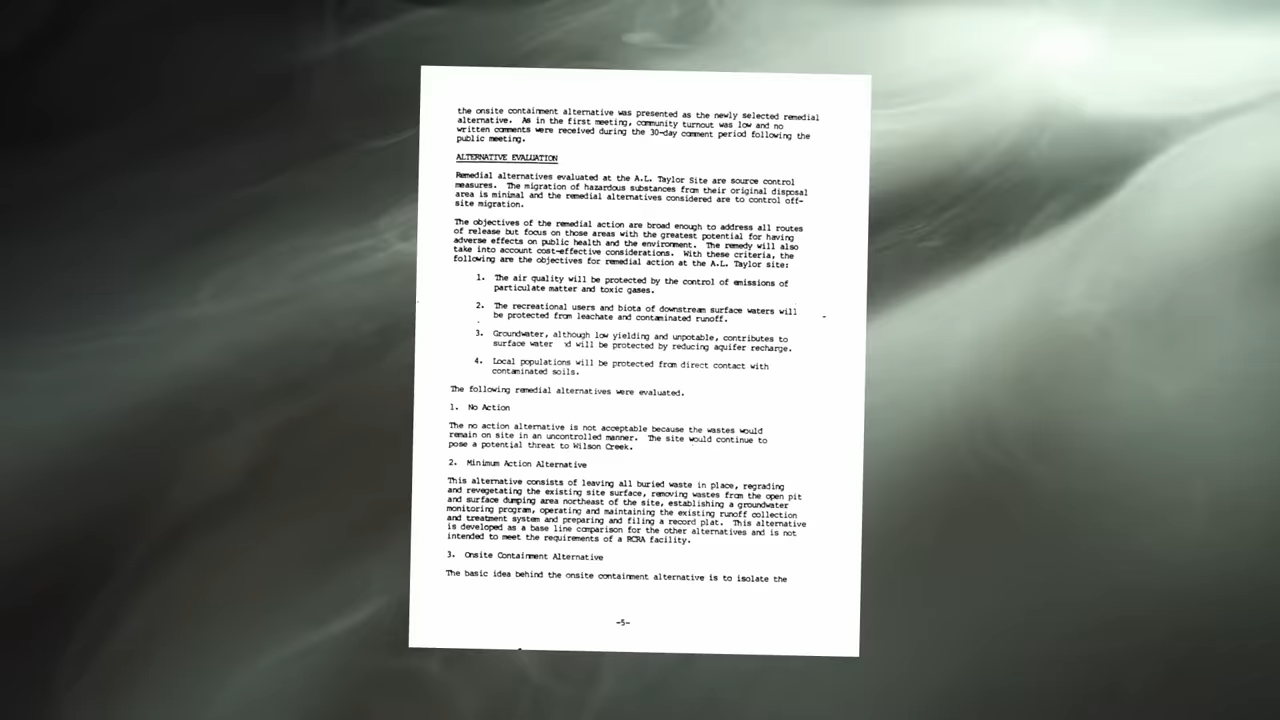 the onsite containment alternative was presented as the newly selected remedial
alternative. As in the first meeting, community turnout was low and no
written comments were received during the 30-day comment period following the
public meeting.
ALTERNATIVE EVALUATION
Remedial alternatives evaluated at the A.L. Taylor Site are source control
measures. The migration of hazardous substances from their original disposal
area is minimal and the remedial alternatives considered are to control off-
site migration.
The objectives of the remedial action are broad enough to address all routes
of release but focus on those areas with the greatest potential for having
adverse effects on public health and the environment. The remedy will also
take into account cost-effective considerations. With these criteria, the
following are the objectives for remedial action at the A.L. Taylor site:
1. The air quality will be protected by the control of emissions of
particulate matter and toxic gases.
2. The recreational users and biota of downstream surface waters will
be protected from leachate and contaminated runoff.
3. Groundwater, although low yielding and unpotable, contributes to
surface water will be protected by reducing aquifer recharge.
4. Local populations will be protected from direct contact with
contaminated soils.
The following remedial alternatives were evaluated.
1. No Action
The no action alternative is not acceptable because the wastes would
remain on site in an uncontrolled manner. The site would continue to
pose a potential threat to Wilson Creek.
2. Minimum Action Alternative
This alternative consists of leaving all buried waste in place, regrading
and revegetating the existing site surface, removing wastes from the open pit
and surface dumping area northeast of the site, establishing a groundwater
monitoring program, operating and maintaining the existing runoff collection
and treatment system and preparing and filing a record plat. This alternative
is developed as a base line comparison for the other alternatives and is not
intended to meet the requirements of a RCRA facility.
3. Onsite Containment Alternative
The basic idea behind the onsite containment alternative is to isolate the
-5-